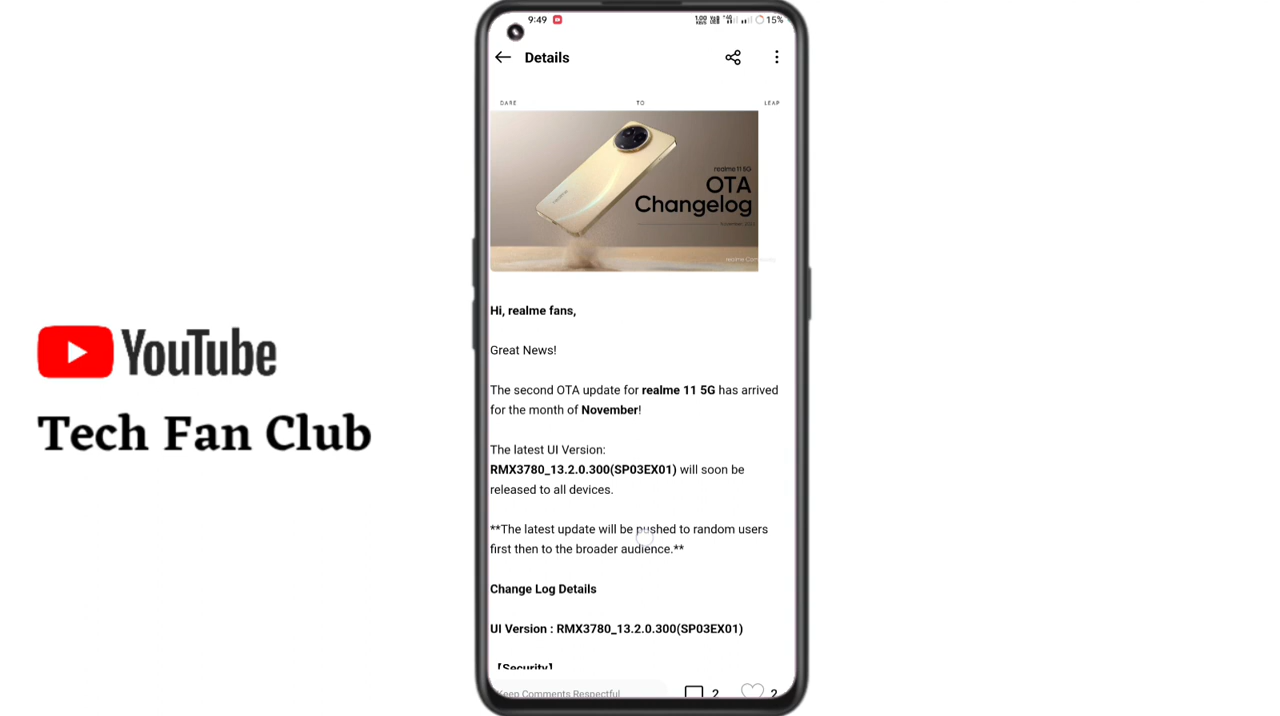 9:49
15%
Details
DARE TO LEAP
realme 11 5G
OTA
Changelog
realme
Hi, realme fans,
Great News!
The second OTA update for realme 11 5G has arrived
for the month of November!
The latest UI Version:
RMX3780_13.2.0.300(SP03EX01) will soon be
released to all devices.
**The latest update will be pushed to random users
first then to the broader audience.**
Change Log Details
UI Version : RMX3780_13.2.0.300(SP03EX01)
[Security]
Keep Comments Respectful 2 2
YouTube
Tech Fan Club